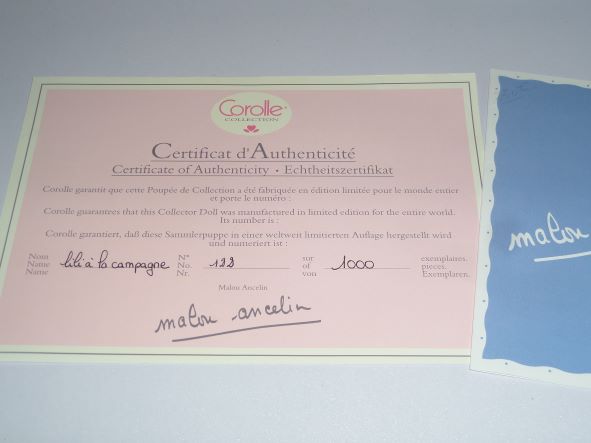 Corolle
COLLECTION
Certificat d'Authenticité
Certificate of Authenticity · Echtheitszertifikat
Corolle garantit que cette Poupée de Collection a été fabriquée en édition limitée pour le monde entier
et porte le numéro :
Corolle guarantees that this Collector Doll was manufactured in limited edition for the entire world.
Its number is :
Corolle garantiert, daß diese Sammlerpuppe in einer weltweit limitierten Auflage hergestellt wird
und numeriert ist :
Nom N° sur exemplaires.
Name lili à la campagne No. 122 of 1000 pieces.
Name Nr. von Exemplaren.
Malou Ancelin
malou ancelin
malou